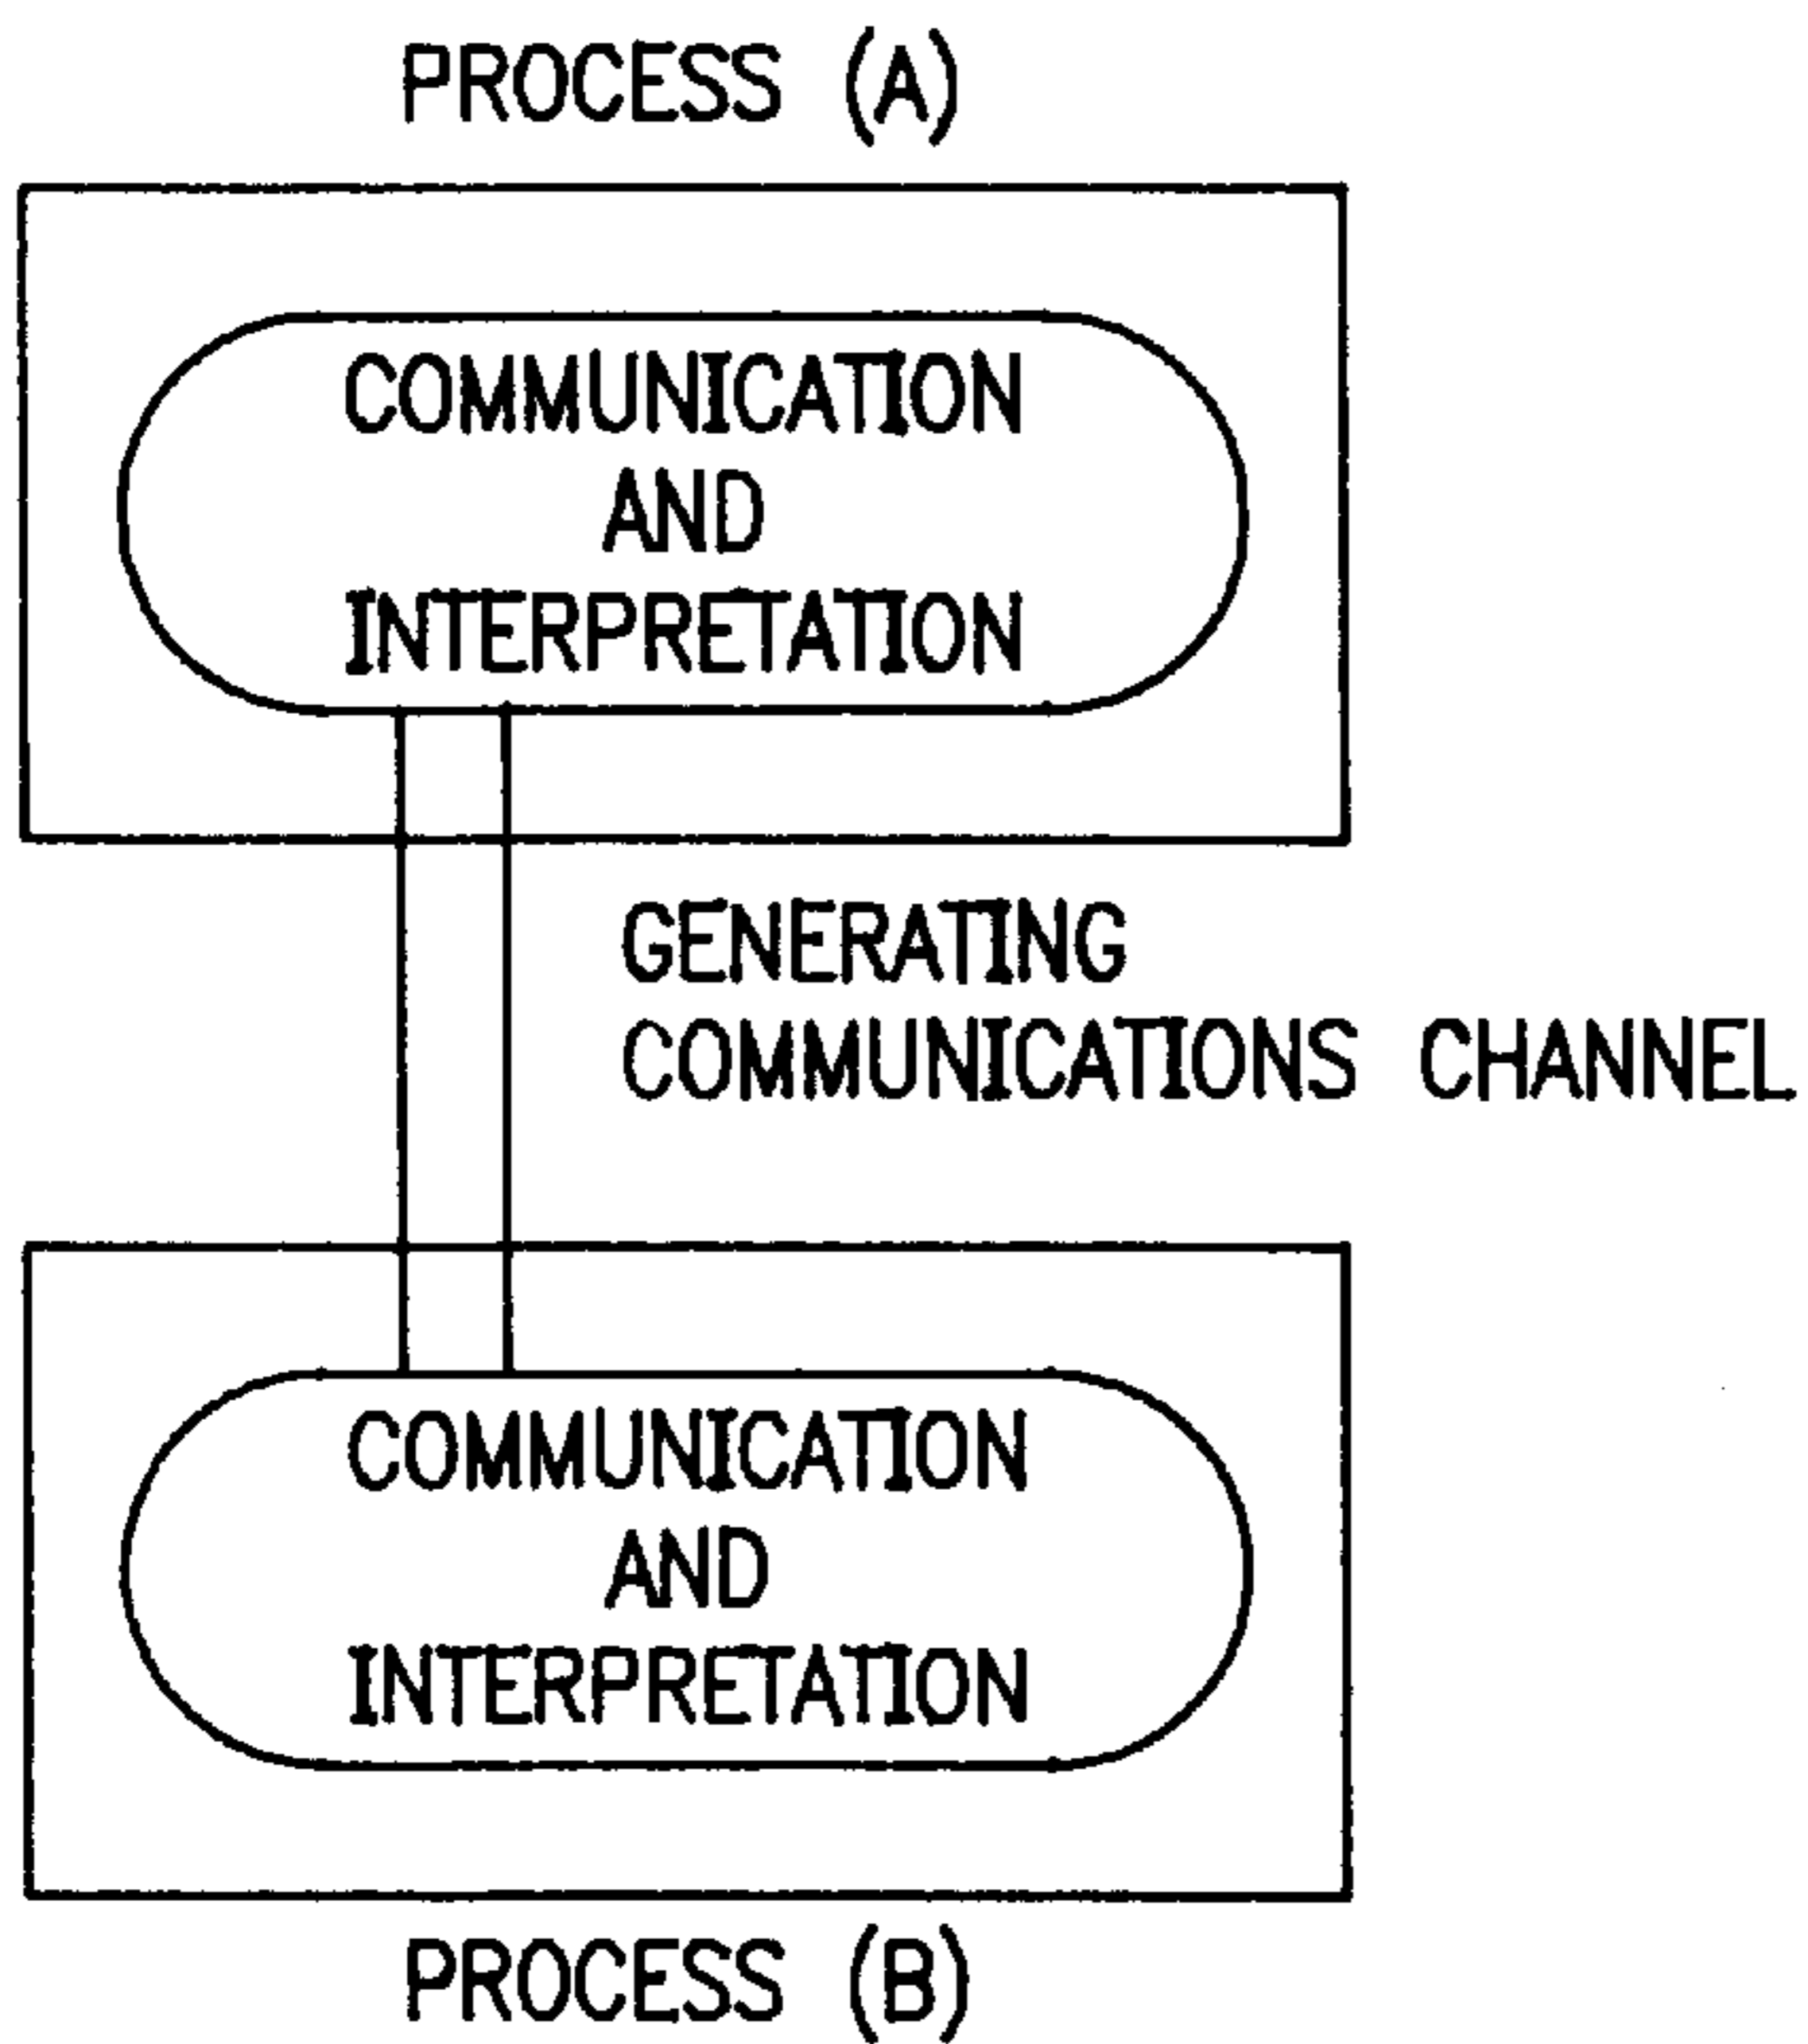 PROCESS (A)
COMMUNICATION
AND
INTERPRETATION
GENERATING
COMMUNICATIONS CHANNEL
COMMUNICATION
AND
INTERPRETATION
PROCESS (B)